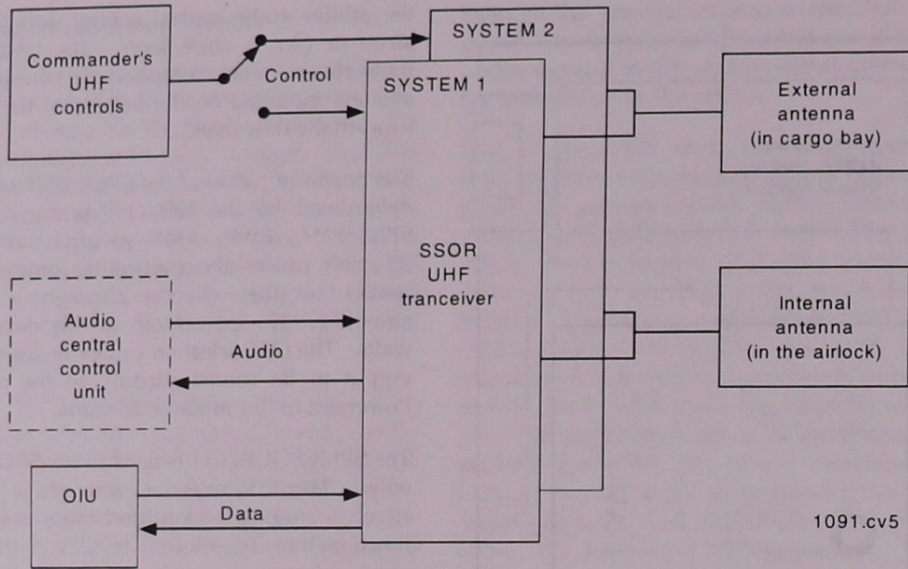 Commander's
UHF
controls
Control
SYSTEM 2
SYSTEM 1
External
antenna
(in cargo bay)
SSOR
UHF
tranceiver
Internal
antenna
(in the airlock)
Audio
central
control
unit
Audio
OIU
Data
1091.cv5